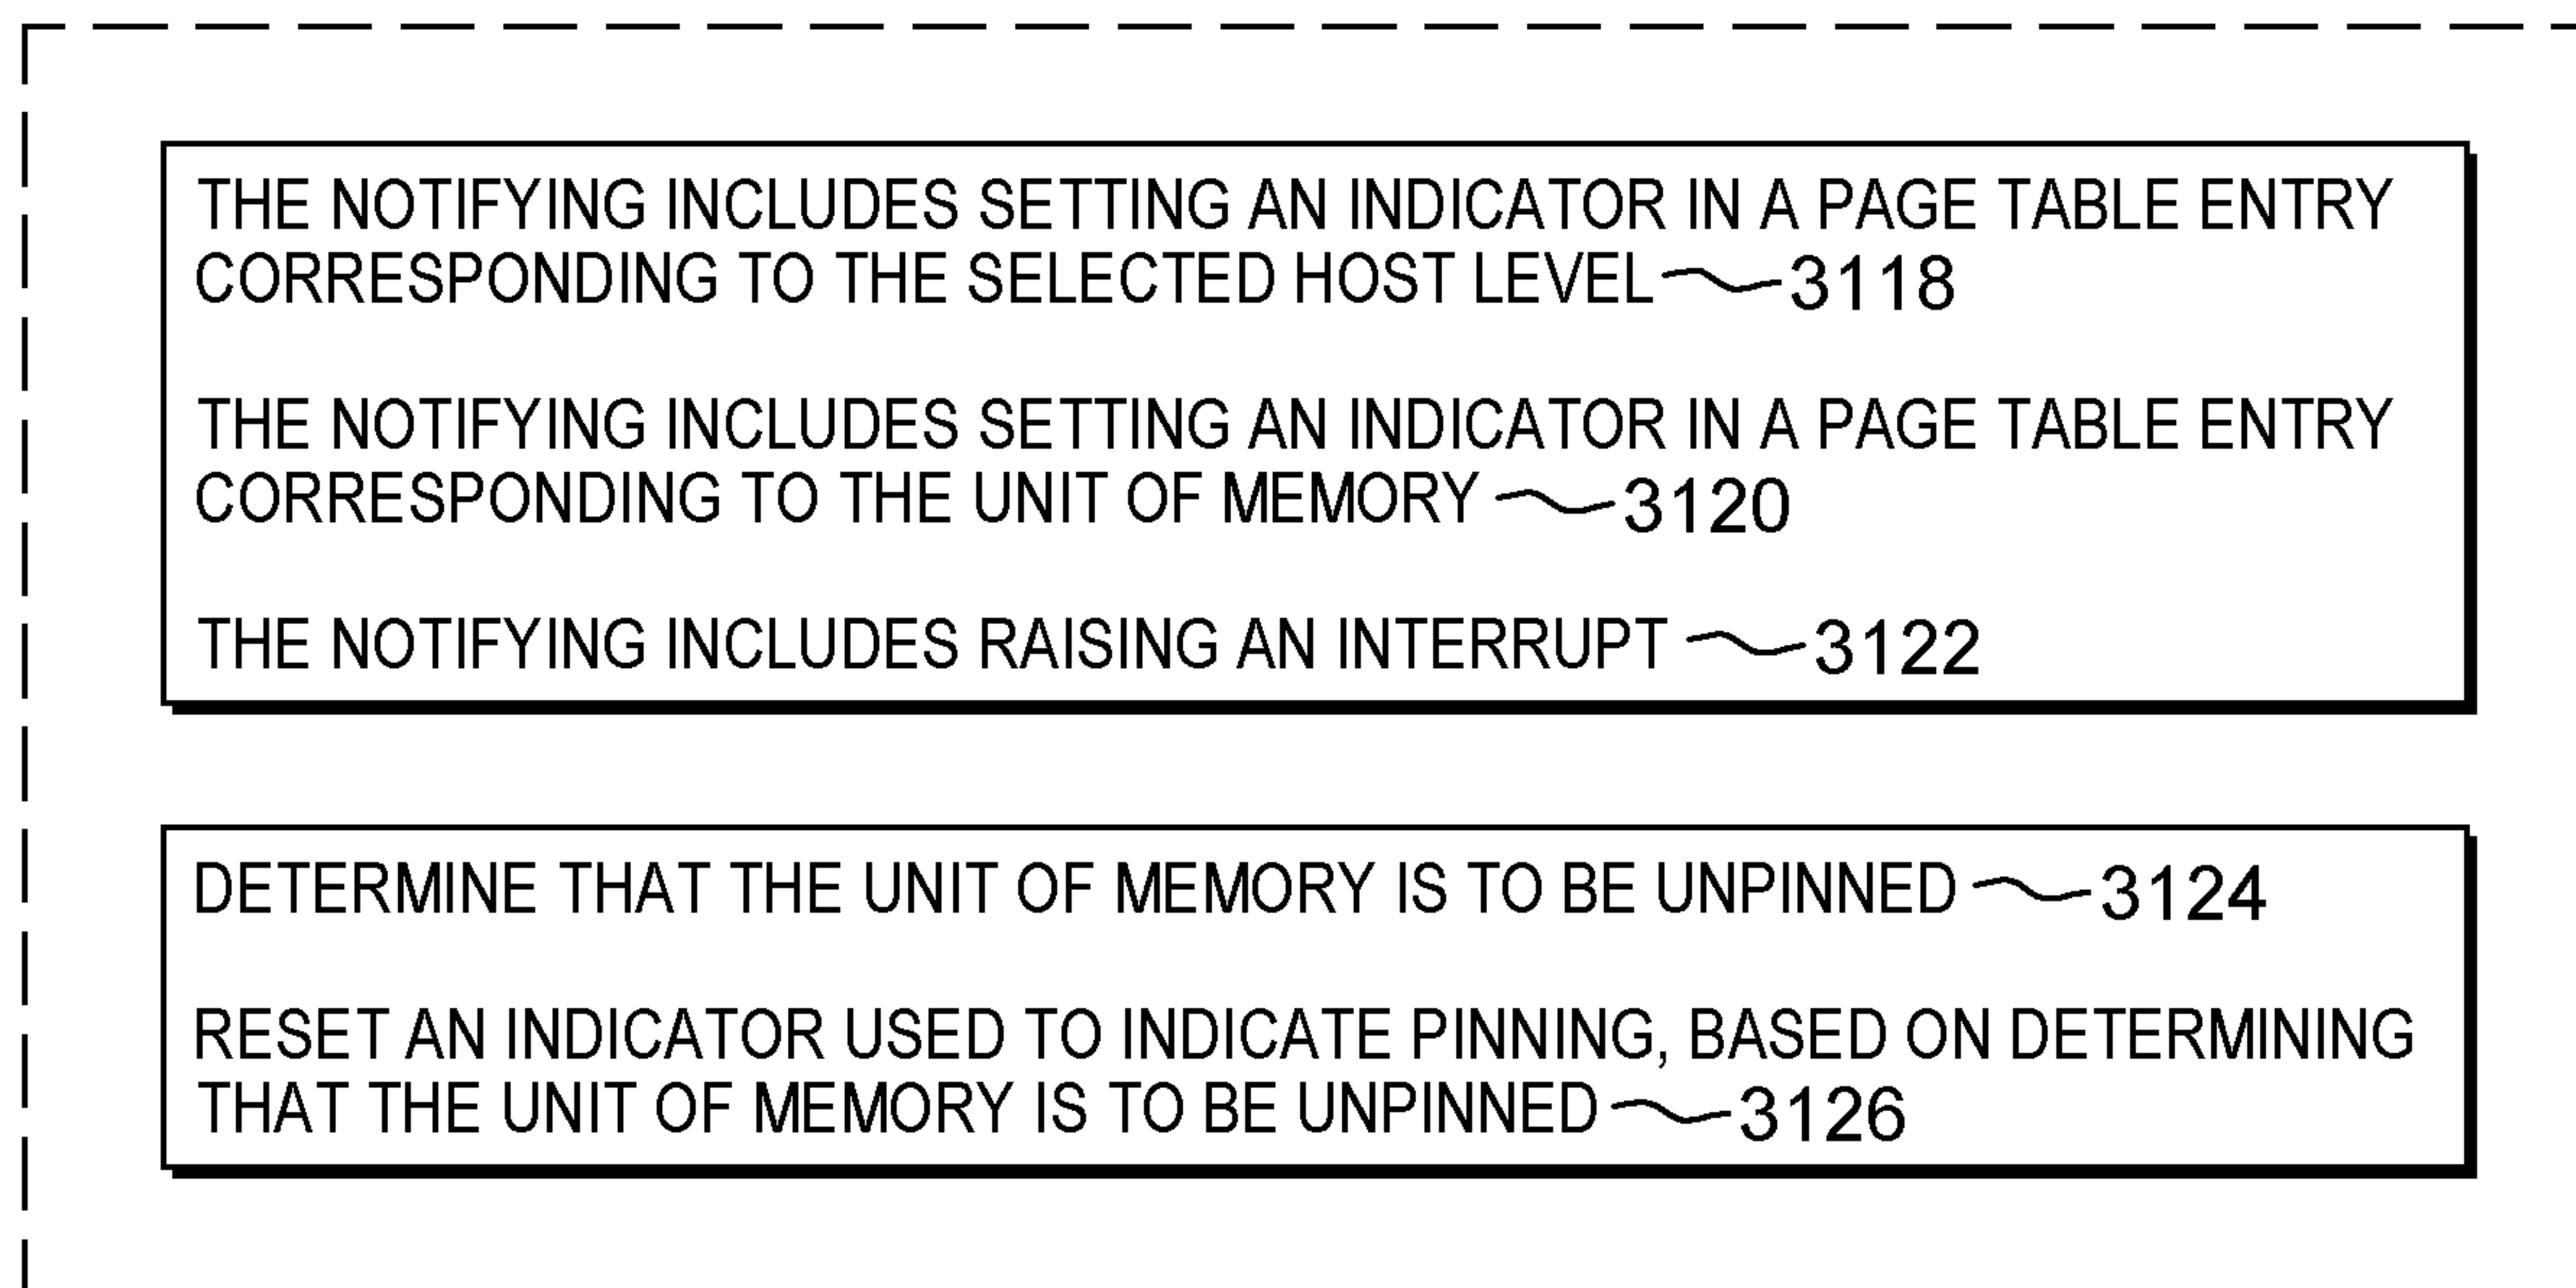 THE NOTIFYING INCLUDES SETTING AN INDICATOR IN A PAGE TABLE ENTRY
CORRESPONDING TO THE SELECTED HOST LEVEL 3118
THE NOTIFYING INCLUDES SETTING AN INDICATOR IN A PAGE TABLE ENTRY
CORRESPONDING TO THE UNIT OF MEMORY 3120
THE NOTIFYING INCLUDES RAISING AN INTERRUPT 3122
DETERMINE THAT THE UNIT OF MEMORY IS TO BE UNPINNED 3124
RESET AN INDICATOR USED TO INDICATE PINNING, BASED ON DETERMINING
THAT THE UNIT OF MEMORY IS TO BE UNPINNED 3126